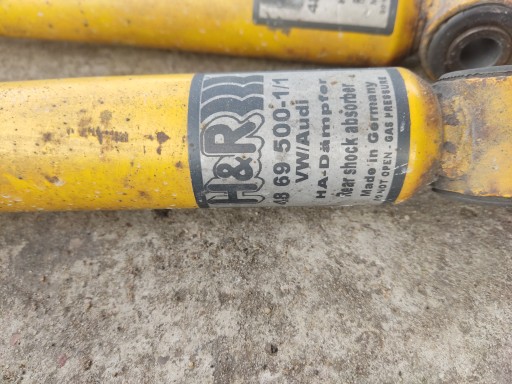 H&R
48 69 500-1/1
VW/Audi
HA-Dämpfer
Rear shock absorber
Made in Germany
DO NOT OPEN - GAS PRESSURE